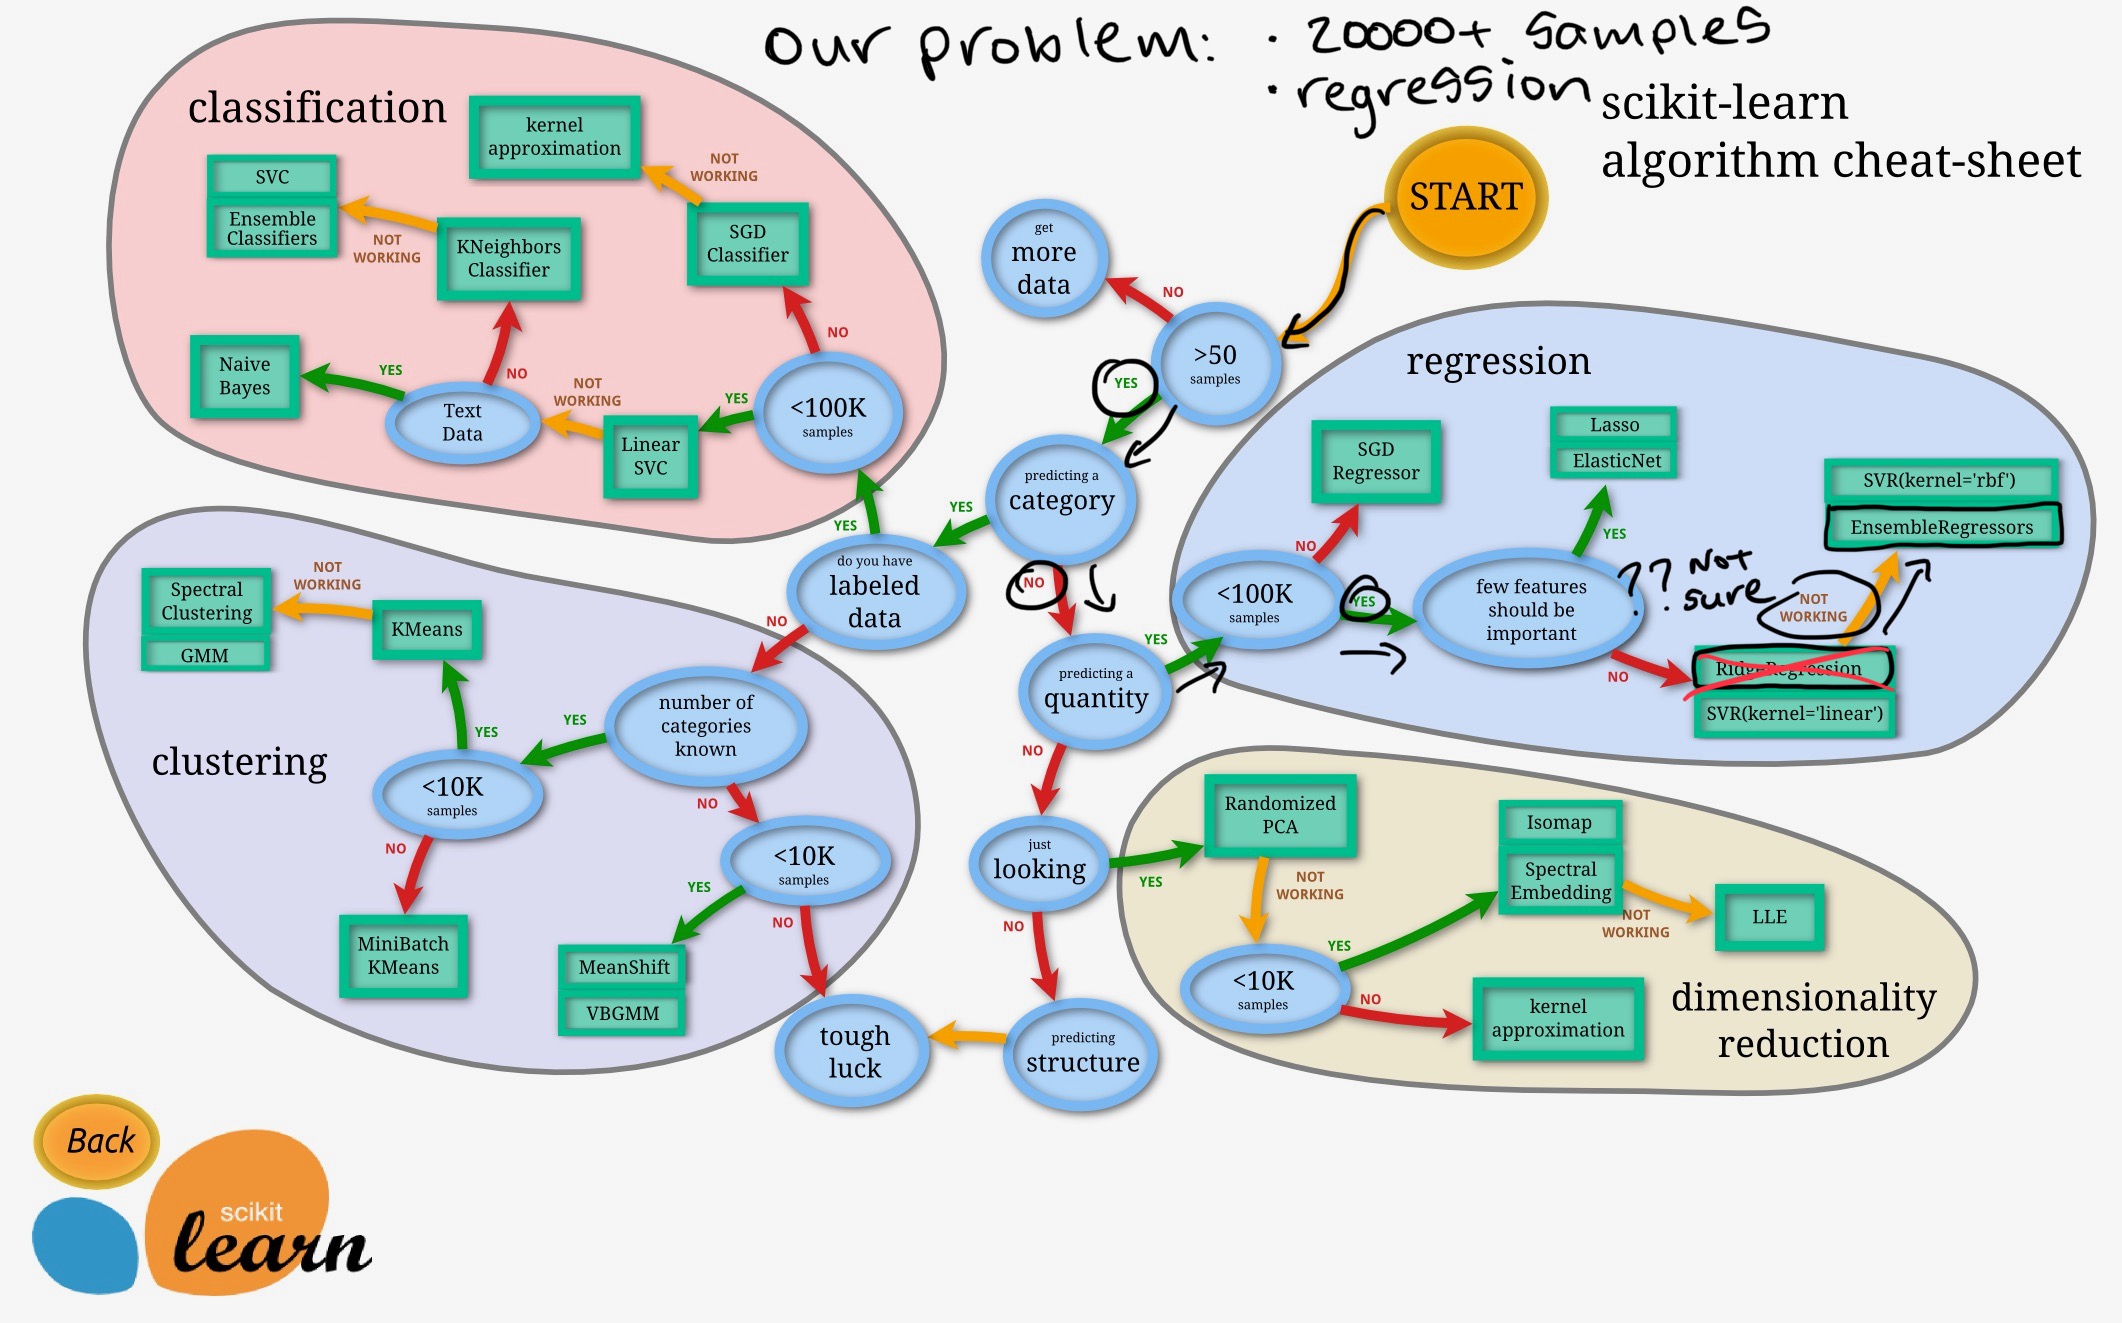 our problem: · 20000+ samples
· regression
scikit-learn
algorithm cheat-sheet
START
classification
kernel
approximation
NOT
WORKING
SVC
Ensemble
Classifiers
NOT
WORKING
KNeighbors
Classifier
SGD
Classifier
NO
Naive
Bayes
YES
NO
Text
Data
NOT
WORKING
Linear
SVC
YES
<100K
samples
YES
get
more
data
NO
>50
samples
YES
predicting a
category
YES
NO
do you have
labeled
data
NO
predicting a
quantity
YES
NO
regression
SGD
Regressor
NO
Lasso
ElasticNet
YES
SVR(kernel='rbf')
EnsembleRegressors
<100K
samples
YES
few features
should be
important
?? Not
sure
NOT
WORKING
NO
RidgeRegression
SVR(kernel='linear')
clustering
Spectral
Clustering
GMM
NOT
WORKING
KMeans
YES
<10K
samples
YES
number of
categories
known
NO
NO
MiniBatch
KMeans
<10K
samples
YES
NO
MeanShift
VBGMM
tough
luck
just
looking
YES
NO
predicting
structure
Randomized
PCA
NOT
WORKING
<10K
samples
YES
NO
Isomap
Spectral
Embedding
NOT
WORKING
LLE
kernel
approximation
dimensionality
reduction
Back
scikit
learn